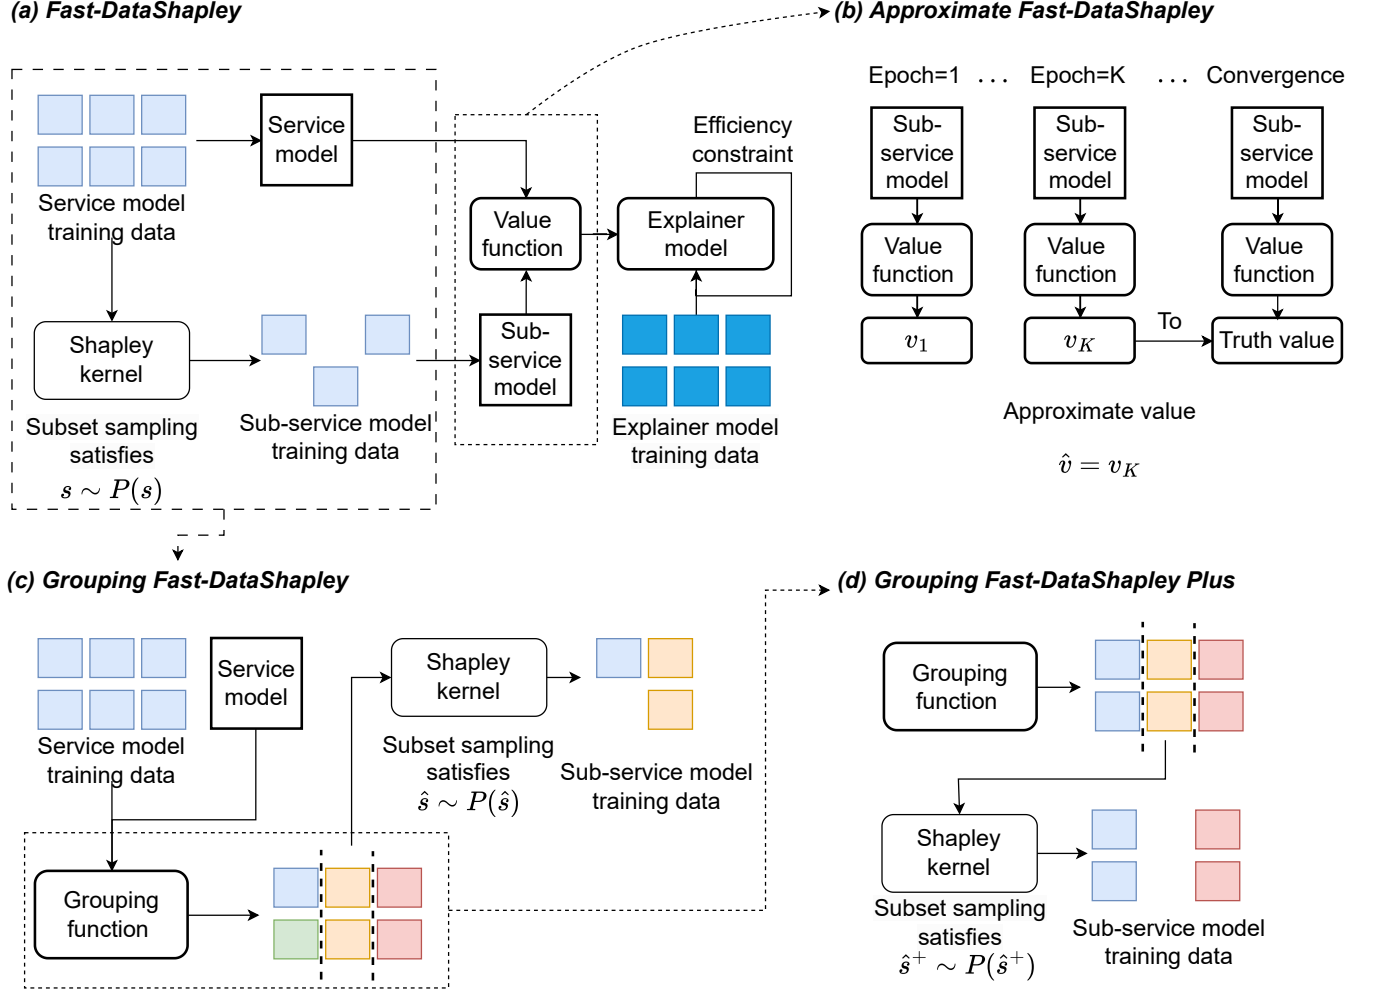 (a) Fast-DataShapley
Service model
training data
Service
model
Shapley
kernel
Subset sampling
satisfies
s ∼ P(s)
Sub-service model
training data
Value
function
Sub-
service
model
Efficiency
constraint
Explainer
model
Explainer model
training data
(b) Approximate Fast-DataShapley
Epoch=1 ... Epoch=K ... Convergence
Sub-
service
model
Value
function
v₁
Sub-
service
model
Value
function
v_K
To
Sub-
service
model
Value
function
Truth value
Approximate value
v̂ = v_K
(c) Grouping Fast-DataShapley
Service model
training data
Service
model
Grouping
function
Shapley
kernel
Subset sampling
satisfies
ŝ ∼ P(ŝ)
Sub-service model
training data
(d) Grouping Fast-DataShapley Plus
Grouping
function
Shapley
kernel
Subset sampling
satisfies
ŝ⁺ ∼ P(ŝ⁺)
Sub-service model
training data